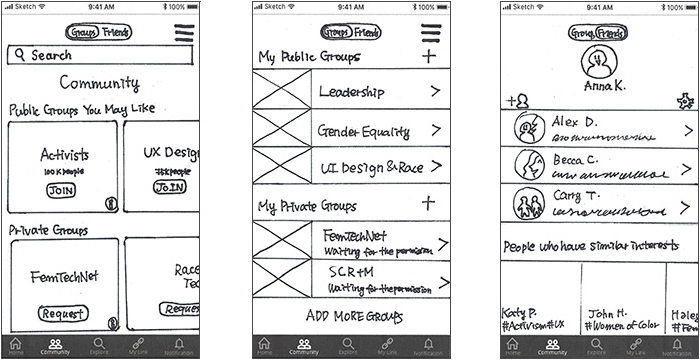 Sketch 9:41 AM 100%
Groups Friends
Search
Community
Public Groups You May Like
Activists
100K people
JOIN
UX Design
JOIN
Private Groups
FemTechNet
Request
Race
Tec
Reques
Home Community Explore My Link Notification
Sketch 9:41 AM 100%
Groups Friends
My Public Groups +
Leadership >
Gender Equality >
UI Design & Race >
My Private Groups +
FemTechNet >
Waiting for the permission
SCR+M >
Waiting for the permission
ADD MORE GROUPS
Home Community Explore My Link Notification
Sketch 9:41 AM 100%
Group Friends
Anna K.
Alex D. >
Becca C. >
Carry T. >
People who have similar interests
Katy P.
#Activism#UX
John H.
#Women of Color
Hale
#Fem
Home Community Explore My Link Notification